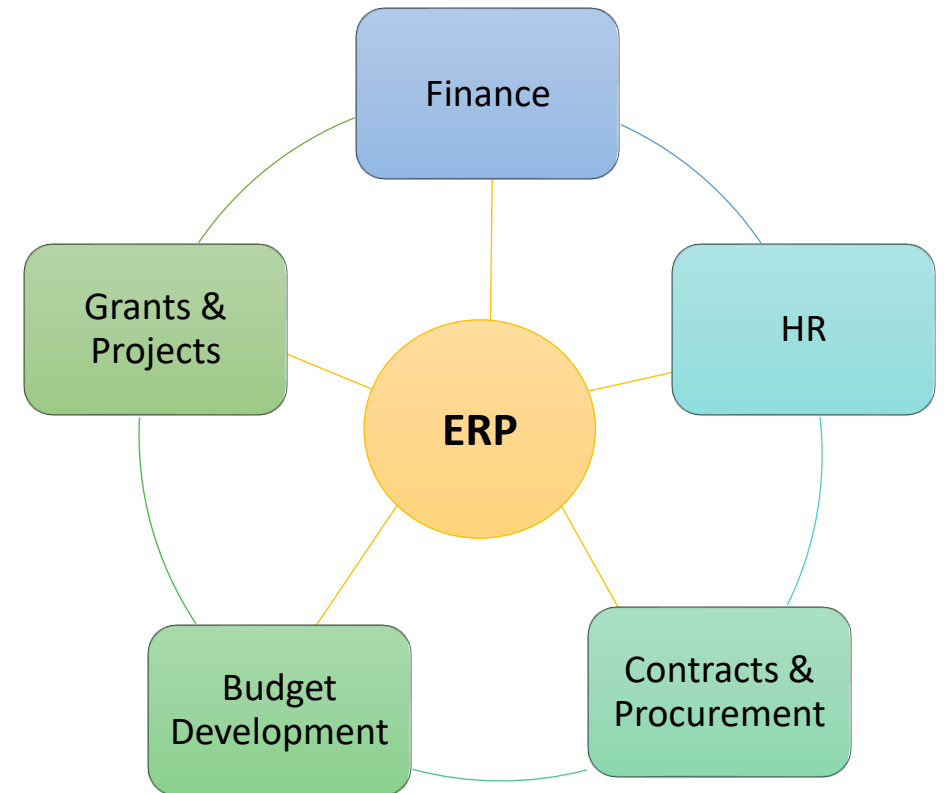 Finance
Grants &
Projects
HR
ERP
Budget
Development
Contracts &
Procurement